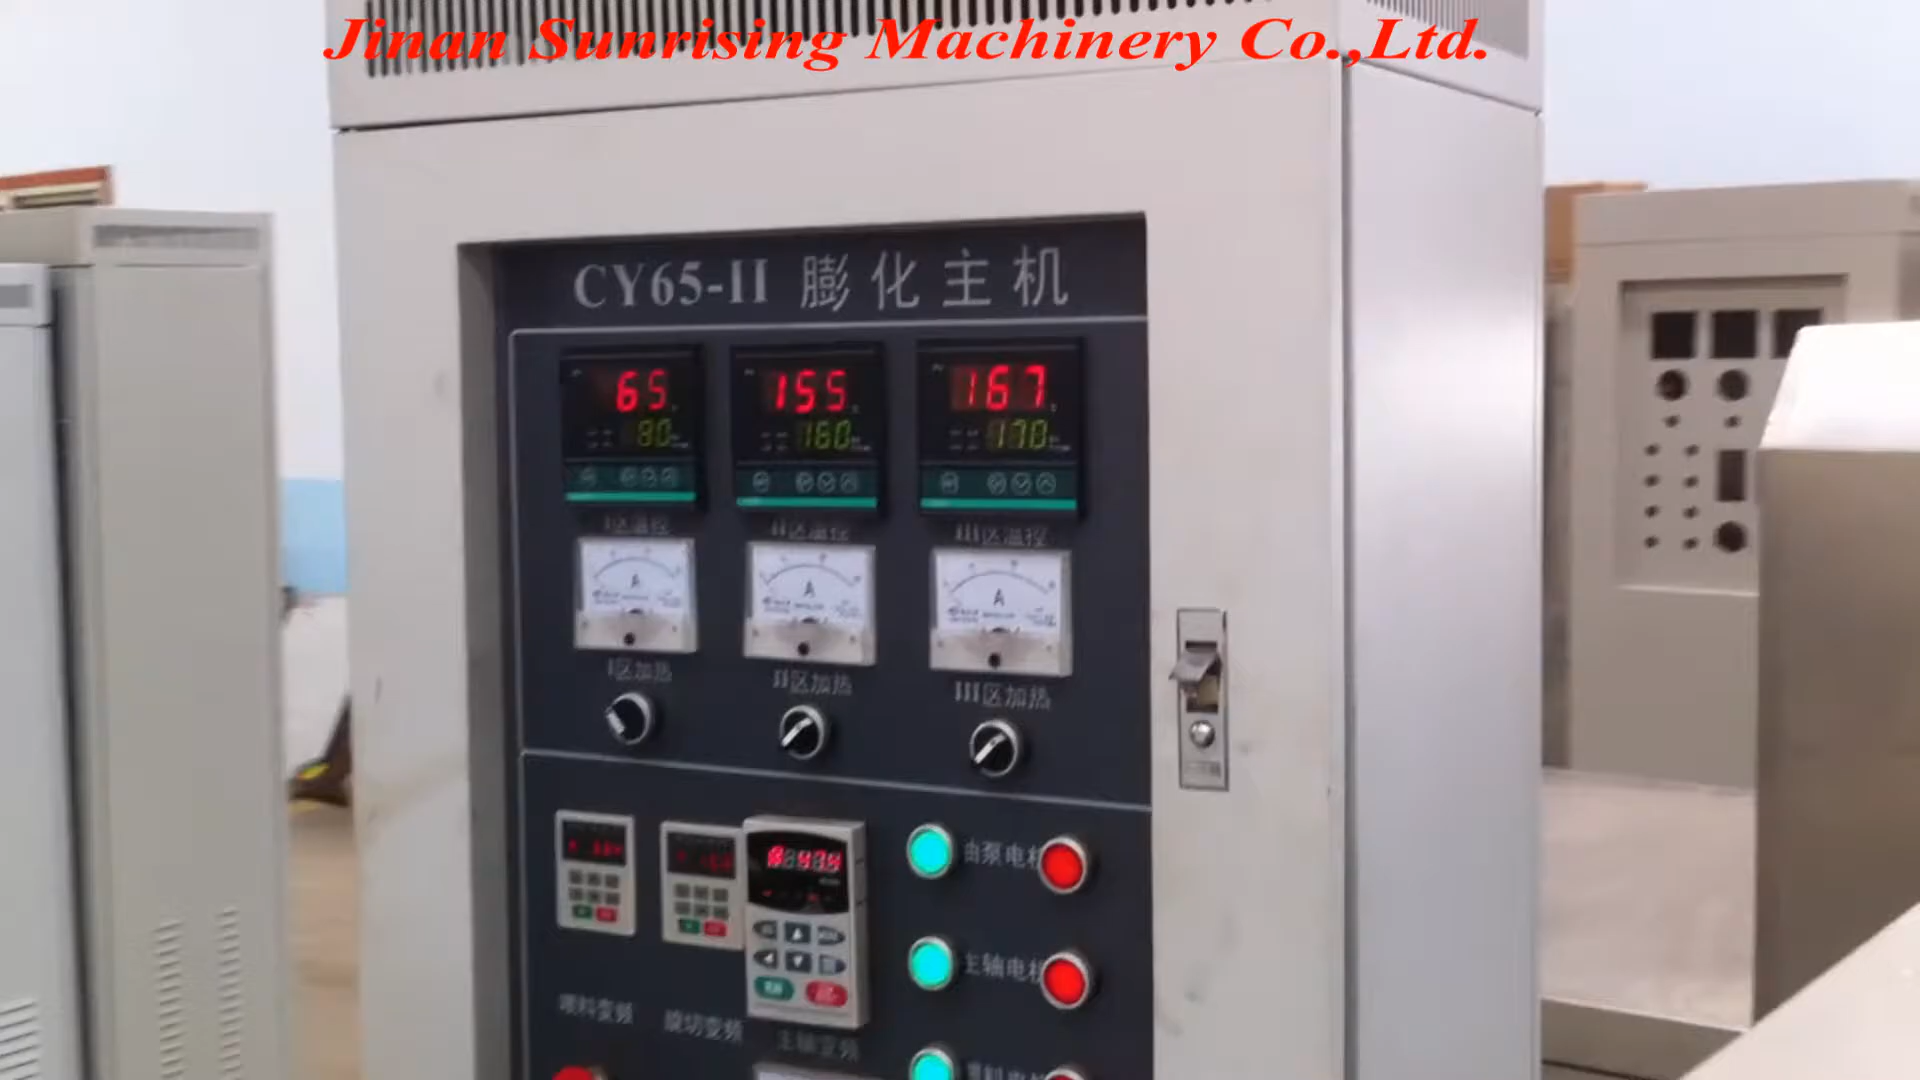 Jinan Sunrising Machinery Co.,Ltd.
CY65-II 膨化主机
65 155 167
80 160 170
I区温控 II区温控 III区温控
A A A
I区加热 II区加热 III区加热
油泵电机
主轴电机
喂料变频 旋切变频 主轴变频